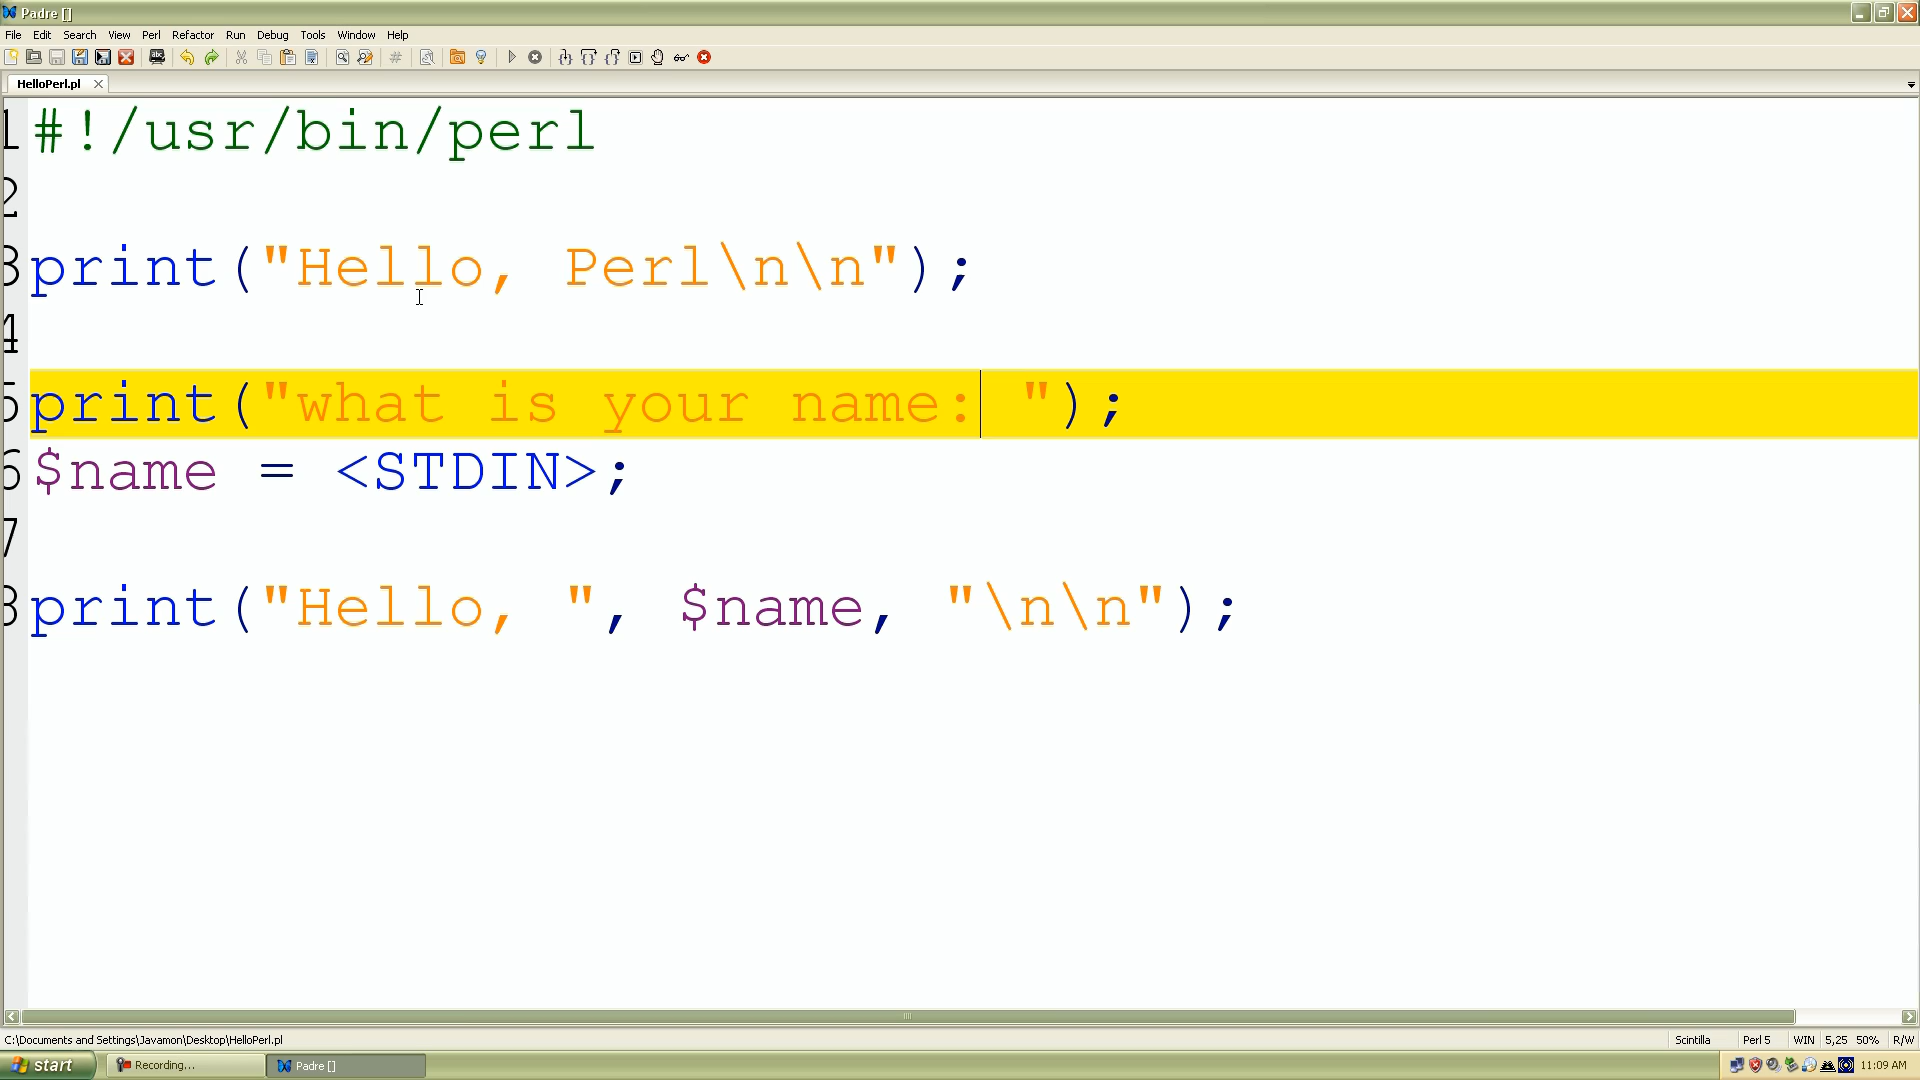 Padre []
File Edit Search View Perl Refactor Run Debug Tools Window Help
HelloPerl.pl
1 #!/usr/bin/perl
2
3 print("Hello, Perl\n\n");
4
5 print("what is your name: ");
6 $name = <STDIN>;
7
8 print("Hello, ", $name, "\n\n");
C:\Documents and Settings\Javamon\Desktop\HelloPerl.pl Scintilla Perl 5 WIN 5,25 50% R/W
start Recording... Padre [] 11:09 AM